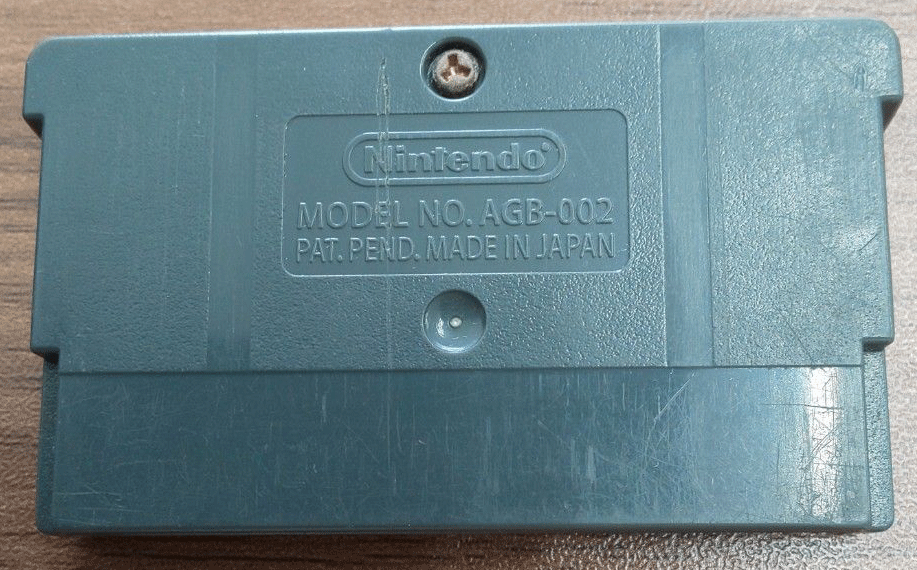 Nintendo®
MODEL NO. AGB-002
PAT. PEND. MADE IN JAPAN